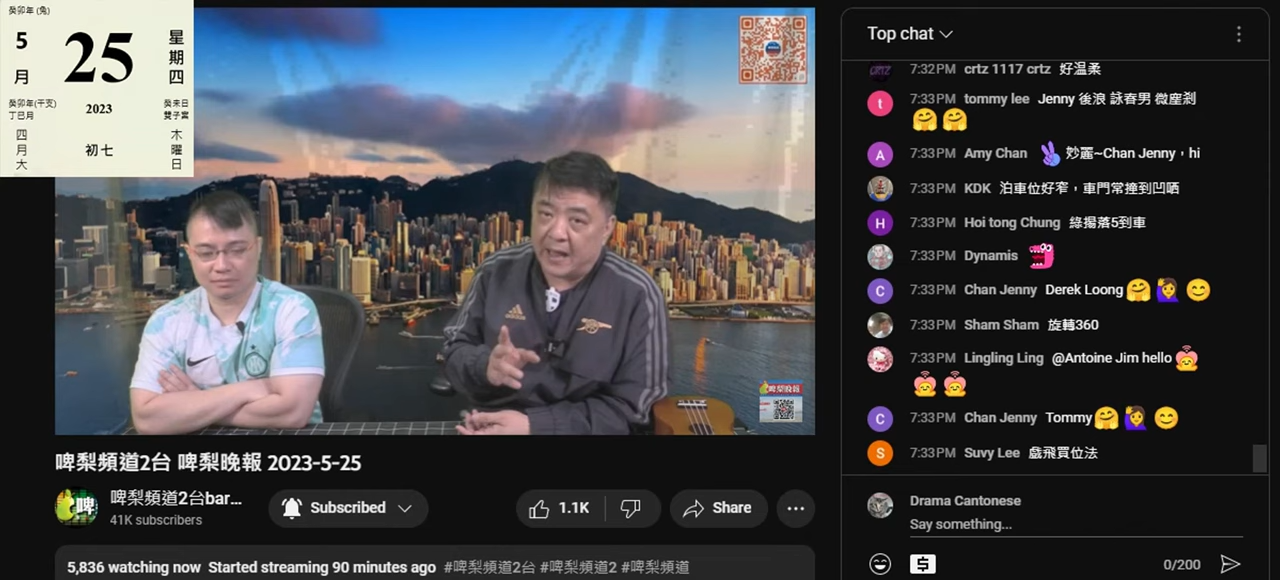 癸卯年 (兔)
5
月
25
星期四
癸卯年(干支)
丁巳月
2023
癸未日
雙子宮
四月大
初七
木曜日
啤梨晚報
啤梨頻道2台 啤梨晚報 2023-5-25
啤梨頻道2台bar...
41K subscribers
Subscribed
1.1K
Share
5,836 watching now Started streaming 90 minutes ago #啤梨頻道2台 #啤梨頻道2 #啤梨頻道
Top chat
7:32PM crtz 1117 crtz 好温柔
7:33PM tommy lee Jenny 後浪 詠春男 微塵剎
🤗 🤗
7:33PM Amy Chan 妙麗~Chan Jenny，hi
7:33PM KDK 泊車位好窄，車門常撞到凹晒
7:33PM Hoi tong Chung 綠揚落5到車
7:33PM Dynamis
7:33PM Chan Jenny Derek Loong 🤗 🙋‍♀️ 😊
7:33PM Sham Sham 旋轉360
7:33PM Lingling Ling @Antoine Jim hello
7:33PM Chan Jenny Tommy 🤗 🙋‍♀️ 😊
7:33PM Suvy Lee 戲飛買位法
Drama Cantonese
Say something...
0/200